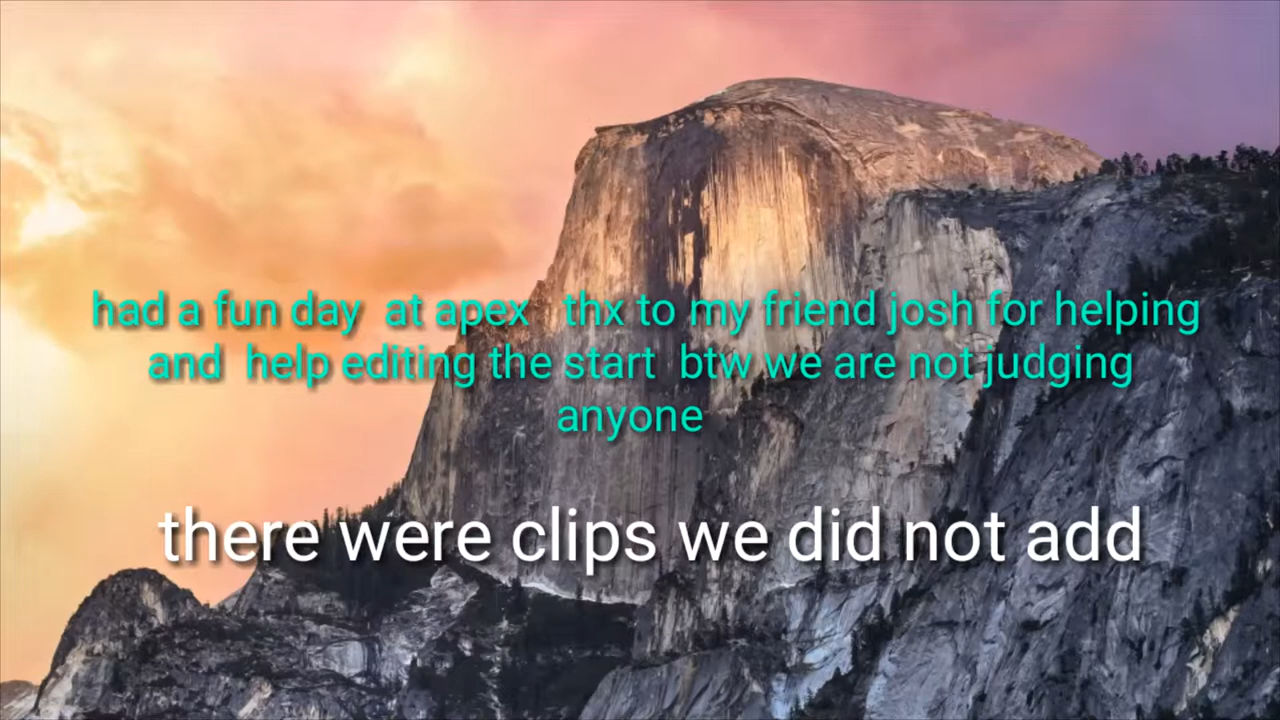 had a fun day  at apex   thx to my friend josh for helping
and  help editing the start  btw we are not judging
anyone
there were clips we did not add